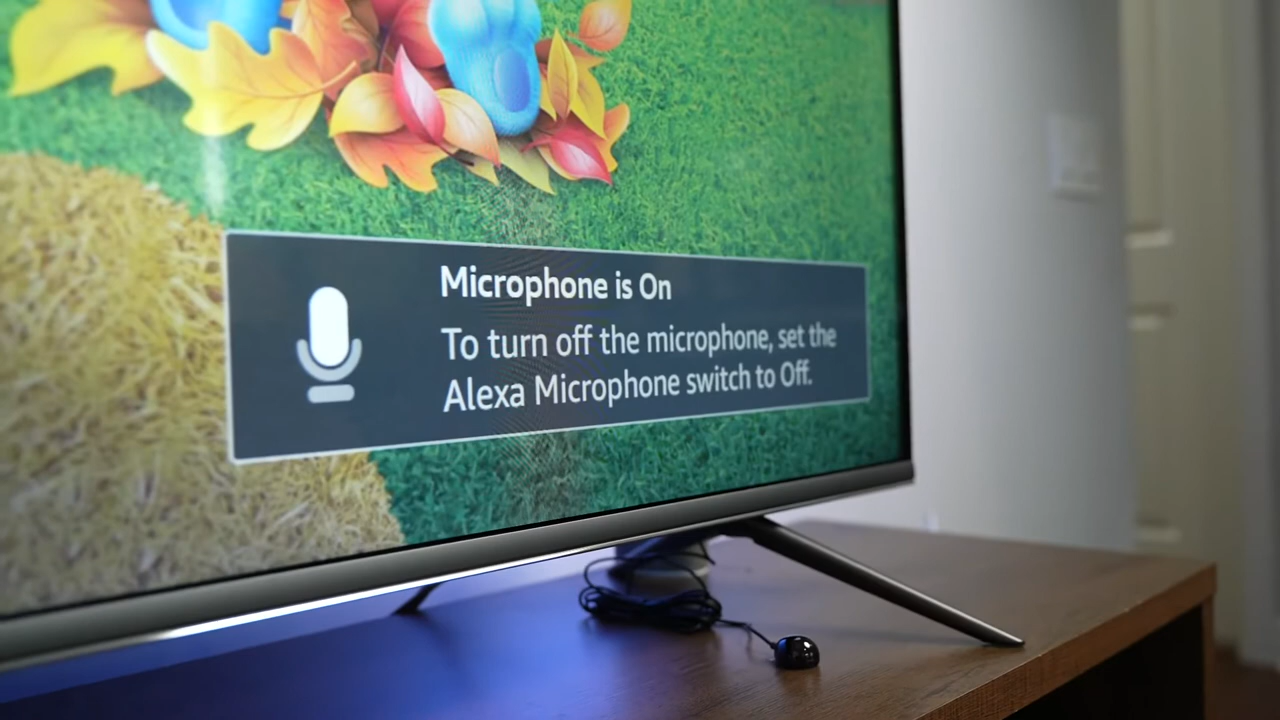 Microphone is On
To turn off the microphone, set the
Alexa Microphone switch to Off.